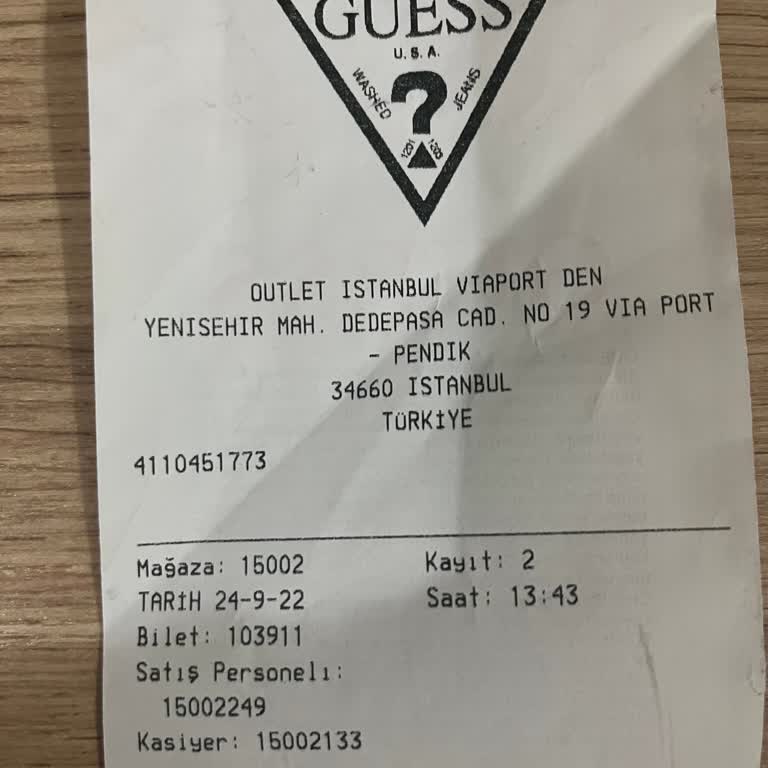 GUESS
U.S.A.
WASHED JEANS
?
1201 1203
OUTLET ISTANBUL VIAPORT DEN
YENISEHIR MAH. DEDEPASA CAD. NO 19 VIA PORT
- PENDIK
34660 ISTANBUL
TÜRKİYE
4110451773
Mağaza: 15002 Kayıt: 2
TARİH 24-9-22 Saat: 13:43
Bilet: 103911
Satış Personelı:
15002249
Kasiyer: 15002133